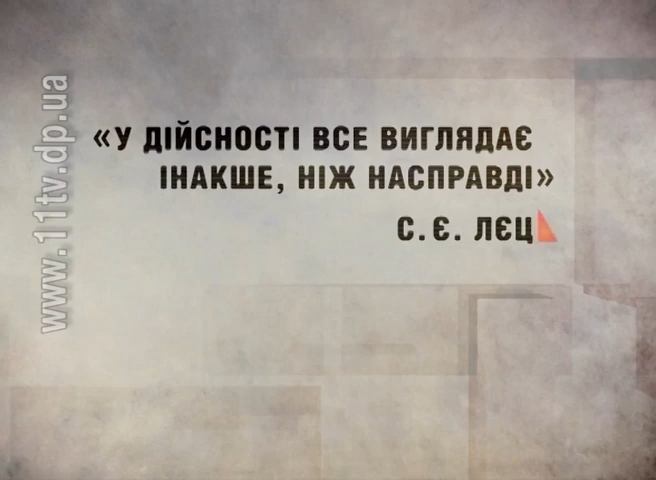 «У ДІЙСНОСТІ ВСЕ ВИГЛЯДАЄ
ІНАКШЕ, НІЖ НАСПРАВДІ»
С. Є. ЛЄЦ
www.11tv.dp.ua